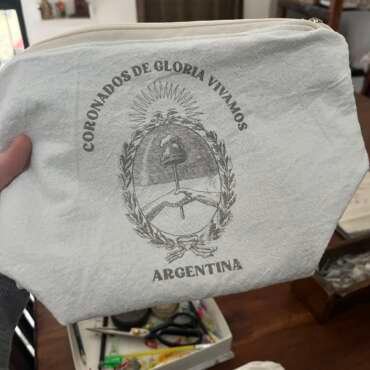 CORONADOS DE GLORIA VIVAMOS
ARGENTINA